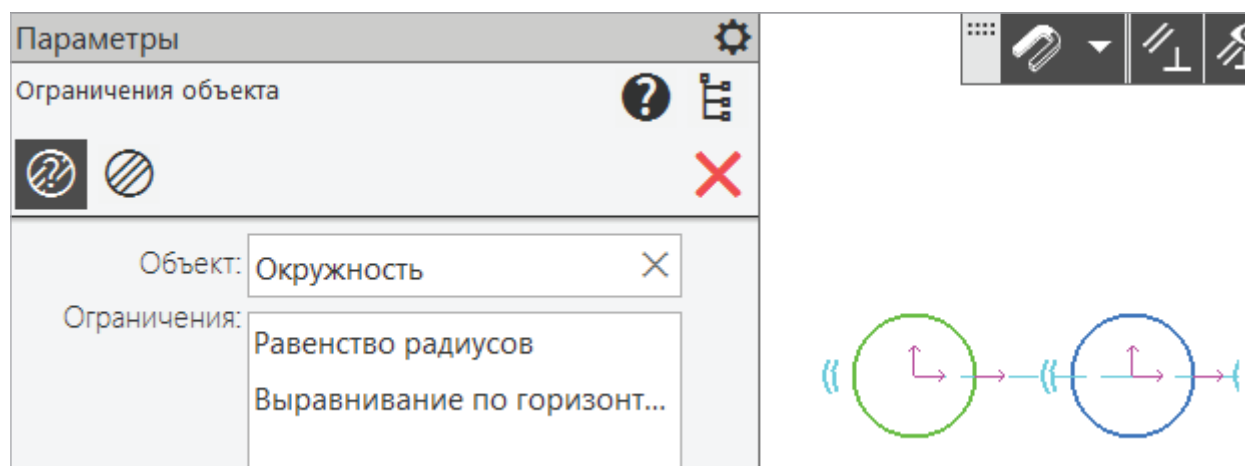 Параметры
Ограничения объекта
Объект: Окружность
Ограничения:
Равенство радиусов
Выравнивание по горизонт...